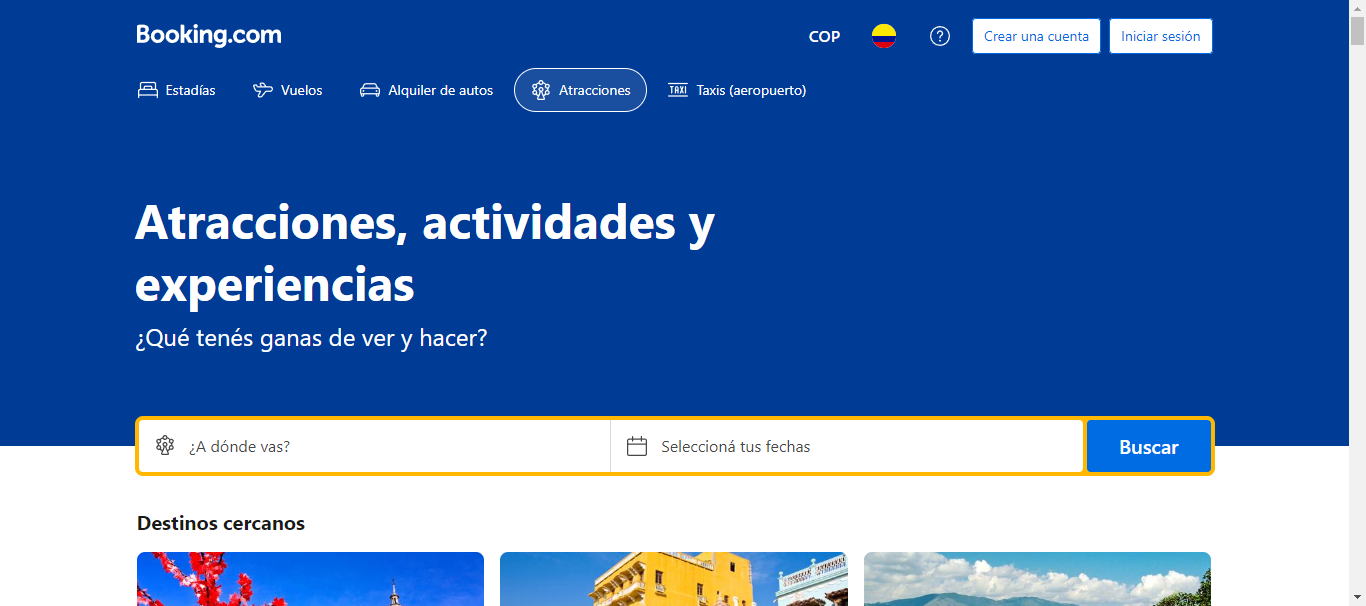 Booking.com
COP
Crear una cuenta
Iniciar sesión
Estadías
Vuelos
Alquiler de autos
Atracciones
TAXI
Taxis (aeropuerto)
Atracciones, actividades y
experiencias
¿Qué tenés ganas de ver y hacer?
¿A dónde vas?
Seleccioná tus fechas
Buscar
Destinos cercanos